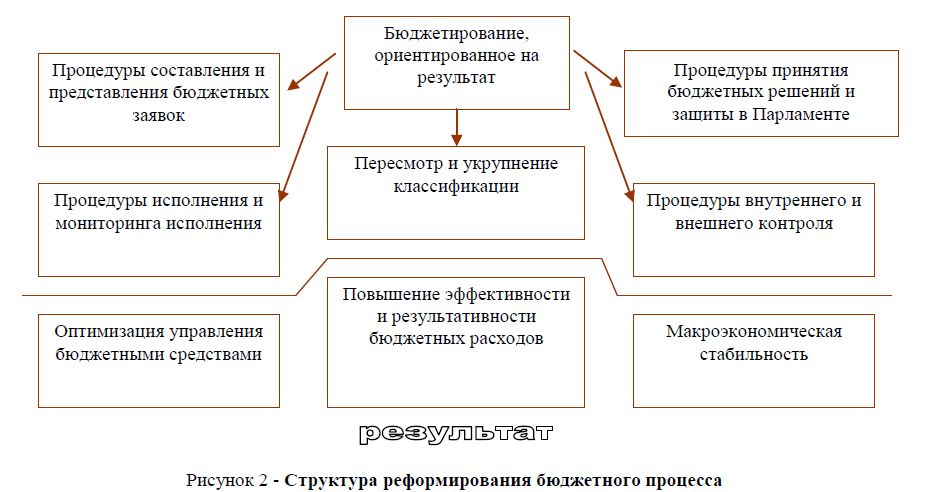 Бюджетирование,
ориентированное на
результат
Процедуры составления и
представления бюджетных
заявок
Процедуры принятия
бюджетных решений и
защиты в Парламенте
Пересмотр и укрупнение
классификации
Процедуры исполнения и
мониторинга исполнения
Процедуры внутреннего и
внешнего контроля
Оптимизация управления
бюджетными средствами
Повышение эффективности
и результативности
бюджетных расходов
Макроэкономическая
стабильность
результат
Рисунок 2 - Структура реформирования бюджетного процесса